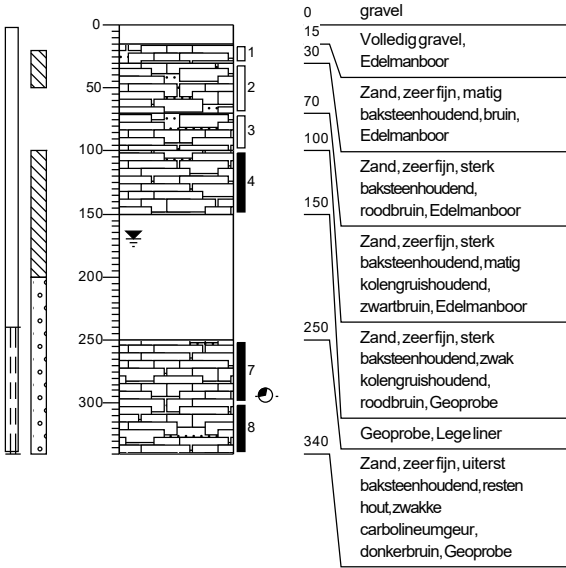 0
50
100
150
200
250
300
1
2
3
4
7
8
0
gravel
15
Volledig gravel,
Edelmanboor
30
Zand, zeer fijn, matig
baksteenhoudend, bruin,
Edelmanboor
70
Zand, zeer fijn, sterk
baksteenhoudend,
roodbruin, Edelmanboor
100
Zand, zeer fijn, sterk
baksteenhoudend, matig
kolengruishoudend,
zwartbruin, Edelmanboor
150
Zand, zeer fijn, sterk
baksteenhoudend, zwak
kolengruishoudend,
roodbruin, Geoprobe
250
Geoprobe, Lege liner
340
Zand, zeer fijn, uiterst
baksteenhoudend, resten
hout, zwakke
carbolineumgeur,
donkerbruin, Geoprobe